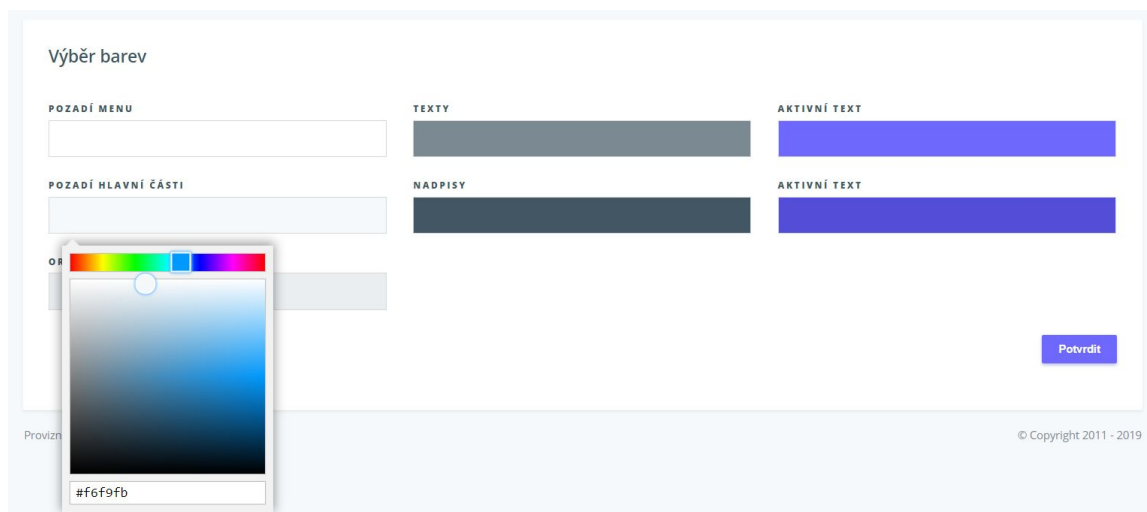 Výběr barev
POZADÍ MENU
TEXTY
AKTIVNÍ TEXT
POZADÍ HLAVNÍ ČÁSTI
NADPISY
AKTIVNÍ TEXT
Potvrdit
© Copyright 2011 - 2019
#f6f9fb